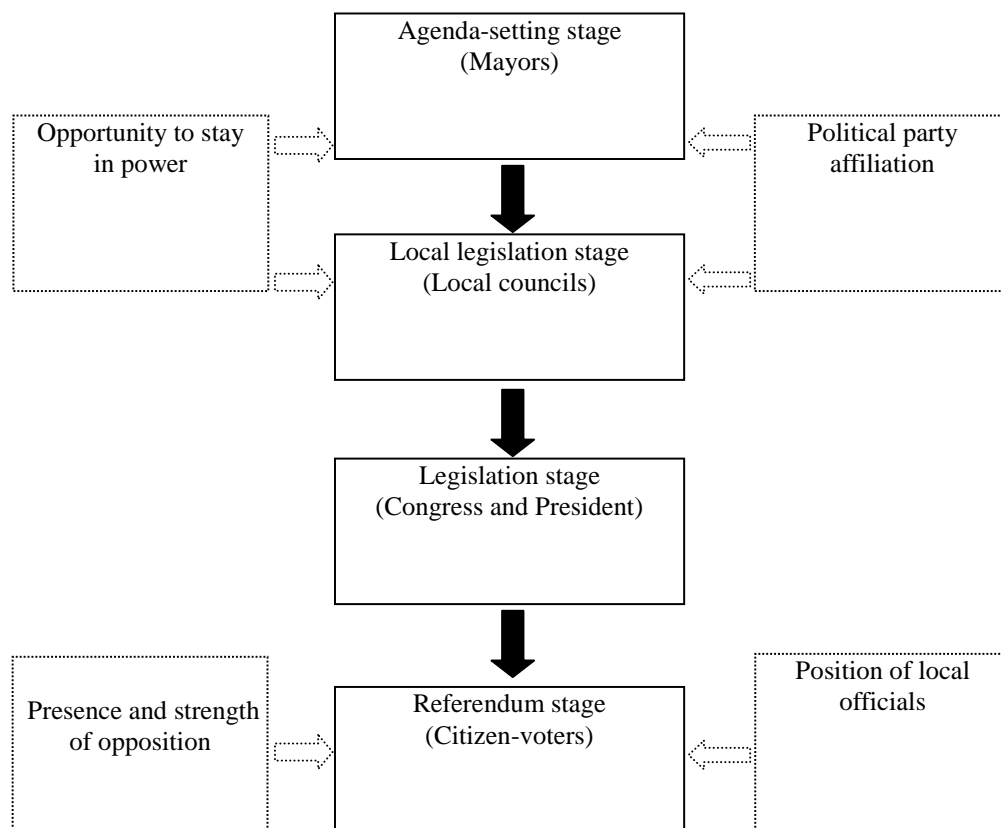 Agenda-setting stage
(Mayors)
Opportunity to stay
in power
Political party
affiliation
Local legislation stage
(Local councils)
Legislation stage
(Congress and President)
Presence and strength
of opposition
Referendum stage
(Citizen-voters)
Position of local
officials